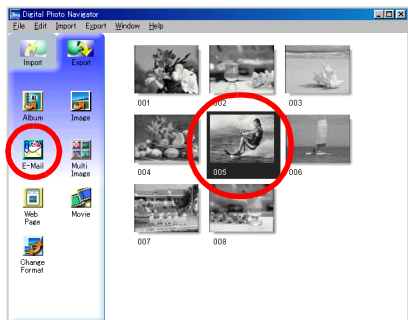 Digital Photo Navigator
File Edit Import Export Window Help
Import Export
Album Image
E-Mail Multi Image
Web Page Movie
Change Format
001 002 003
004 005 006
007 008